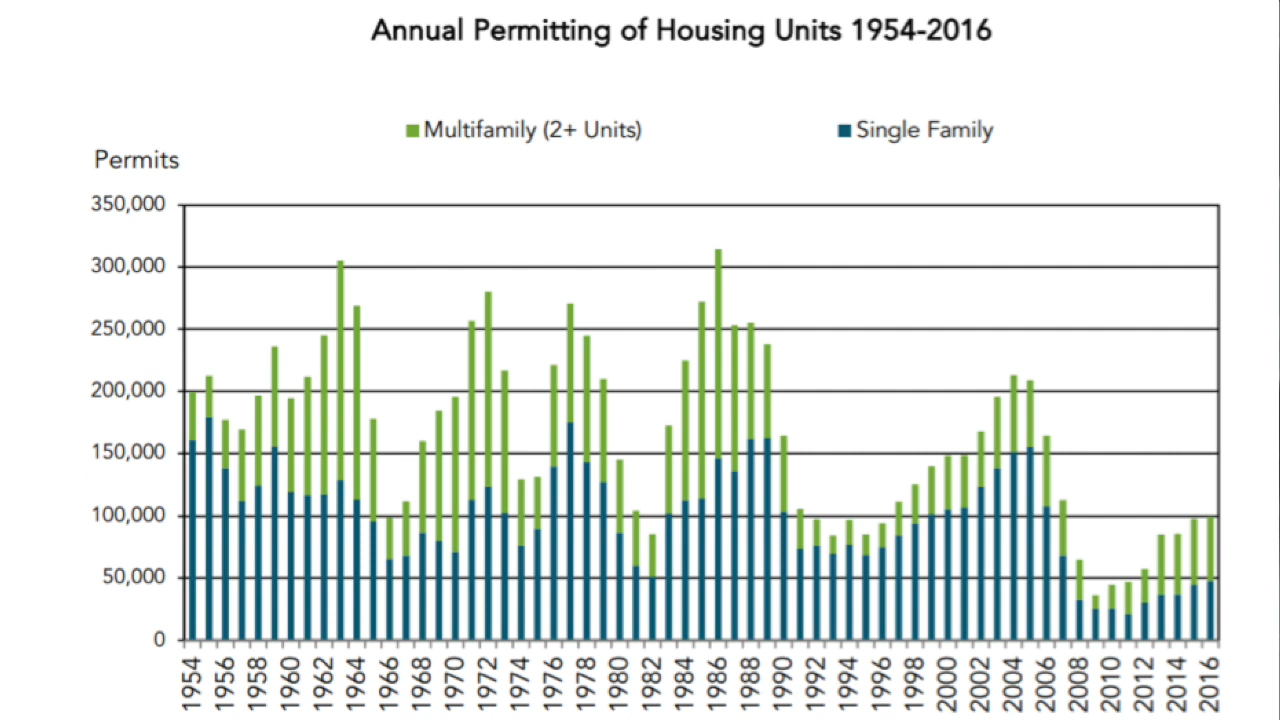 Annual Permitting of Housing Units 1954-2016
Multifamily (2+ Units) Single Family
Permits
350,000
300,000
250,000
200,000
150,000
100,000
50,000
0
1954 1956 1958 1960 1962 1964 1966 1968 1970 1972 1974 1976 1978 1980 1982 1984 1986 1988 1990 1992 1994 1996 1998 2000 2002 2004 2006 2008 2010 2012 2014 2016